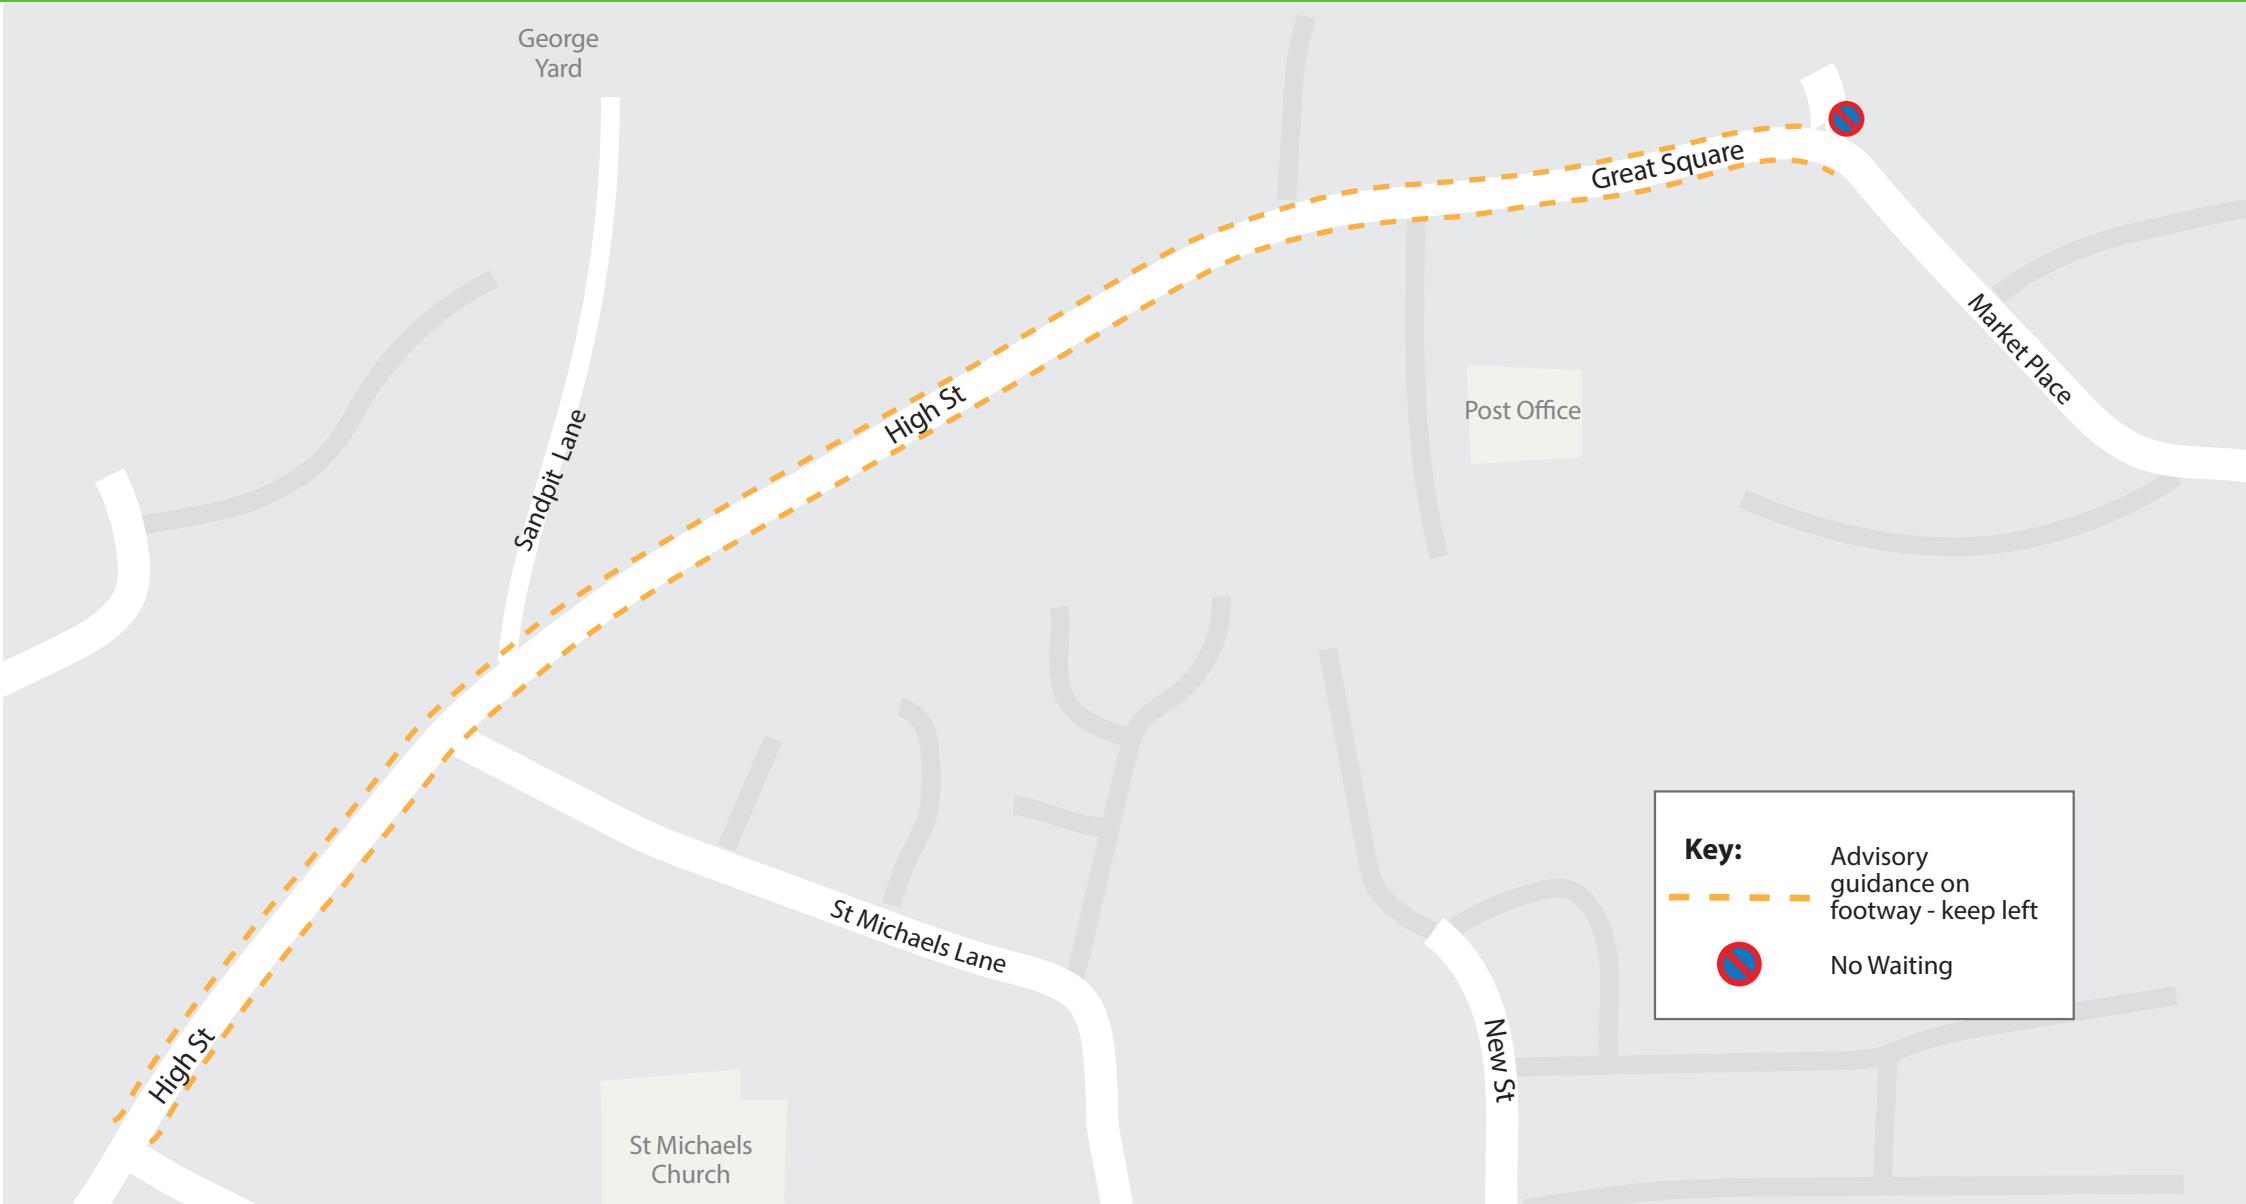 George
Yard
Great Square
Market Place
High St
Post Office
Sandpit Lane
St Michaels Lane
High St
New St
St Michaels
Church
Key:
Advisory
guidance on
footway - keep left
No Waiting